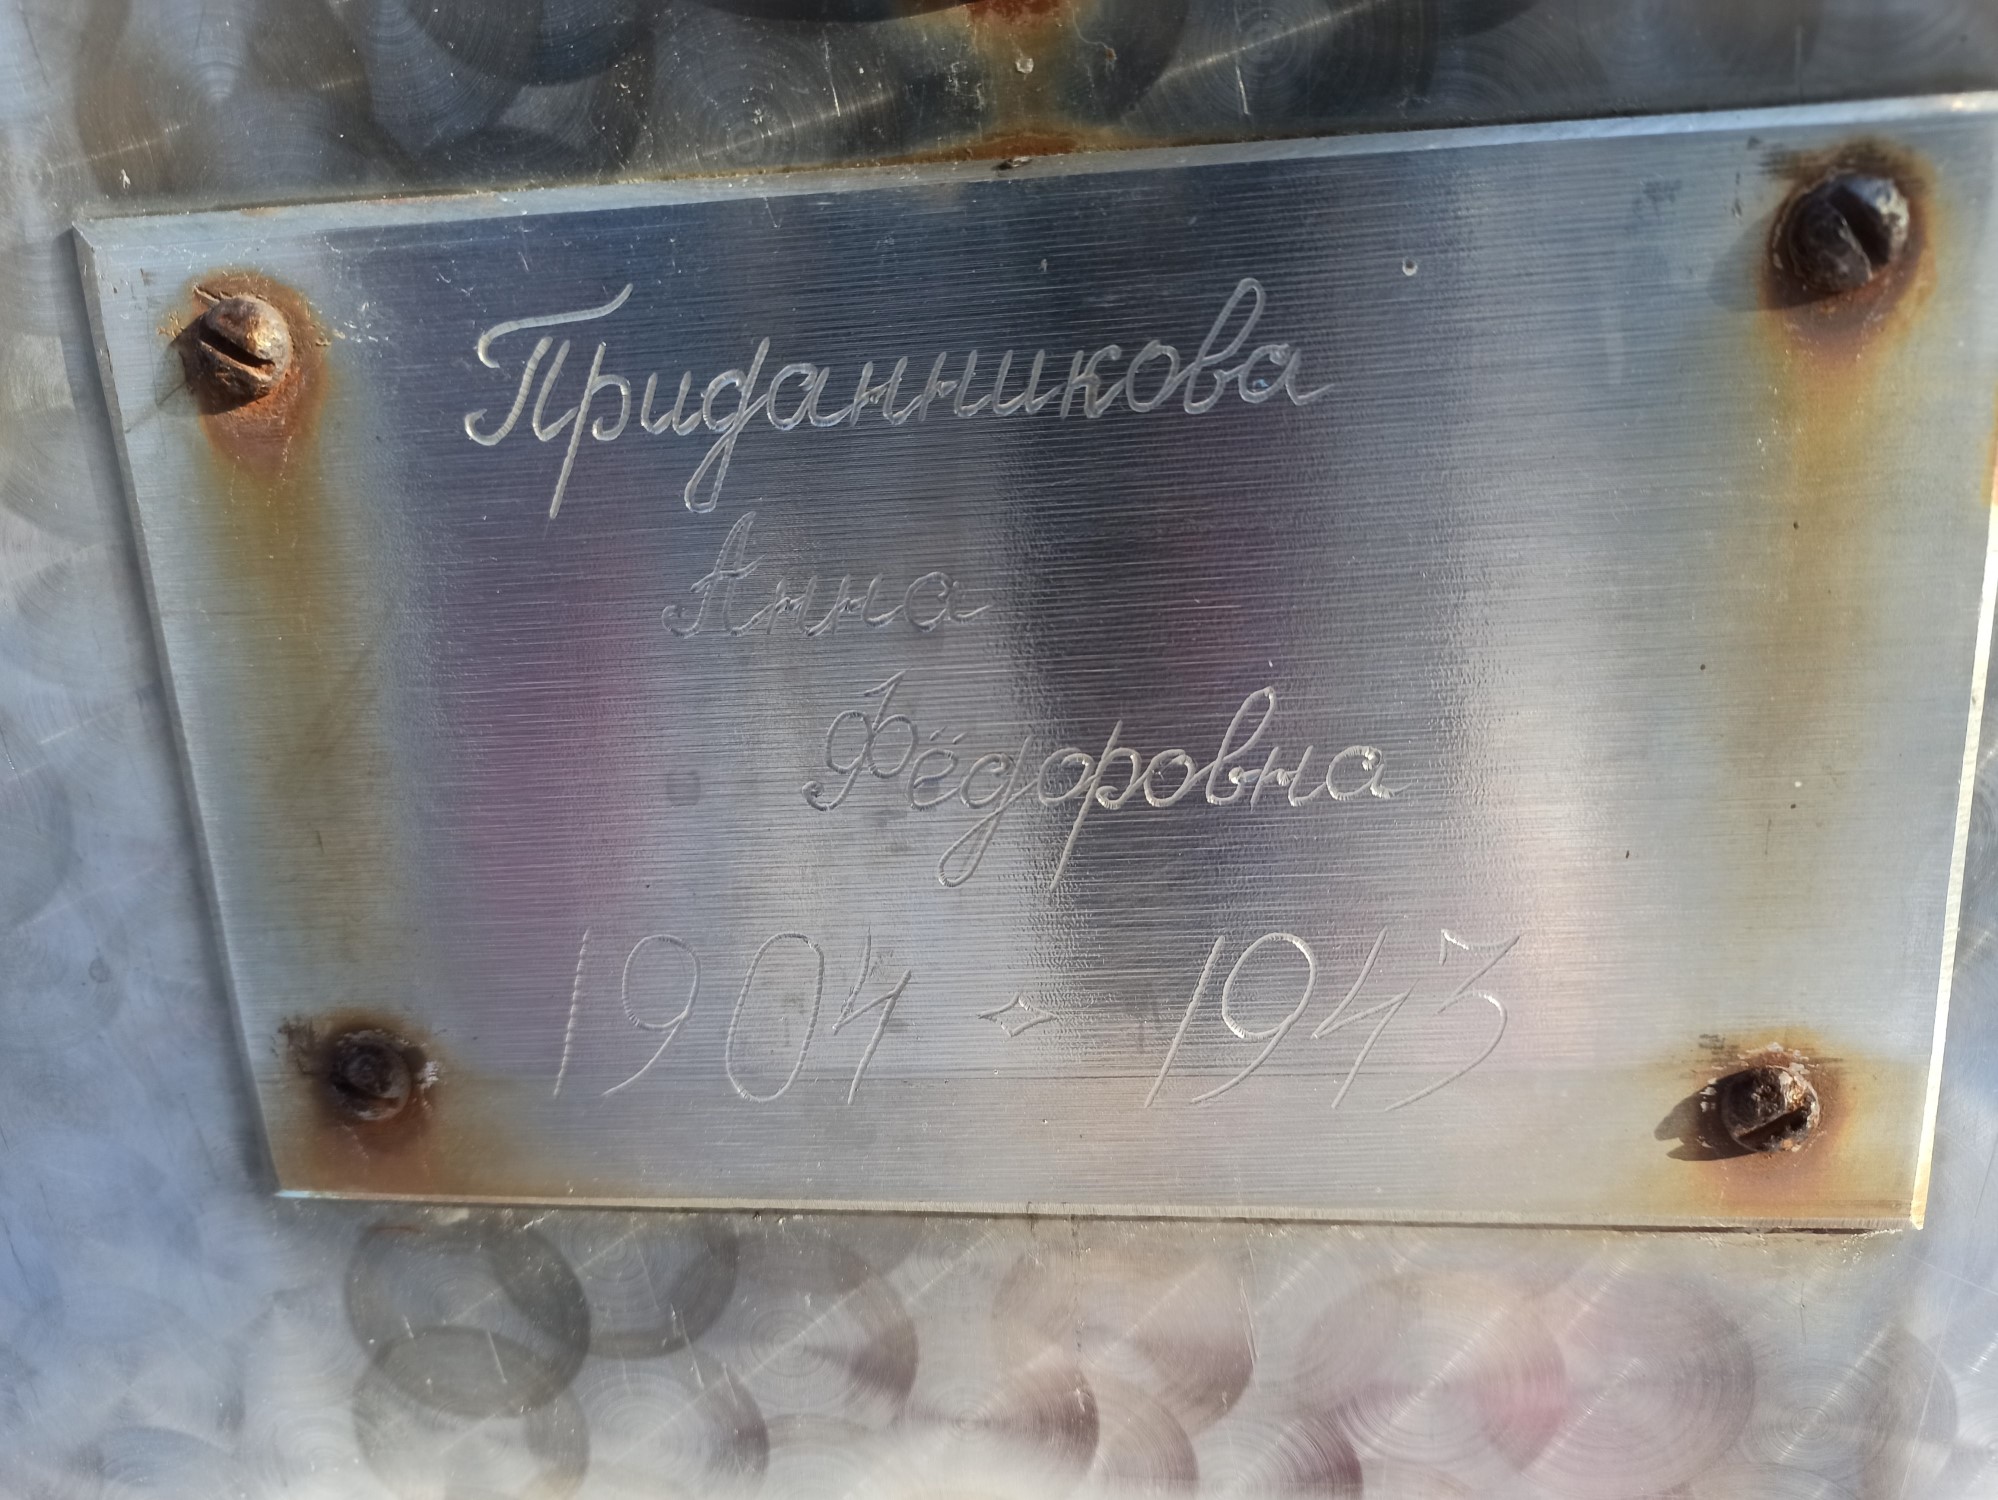 Приданникова
Анна
Фёдоровна
1904 - 1943